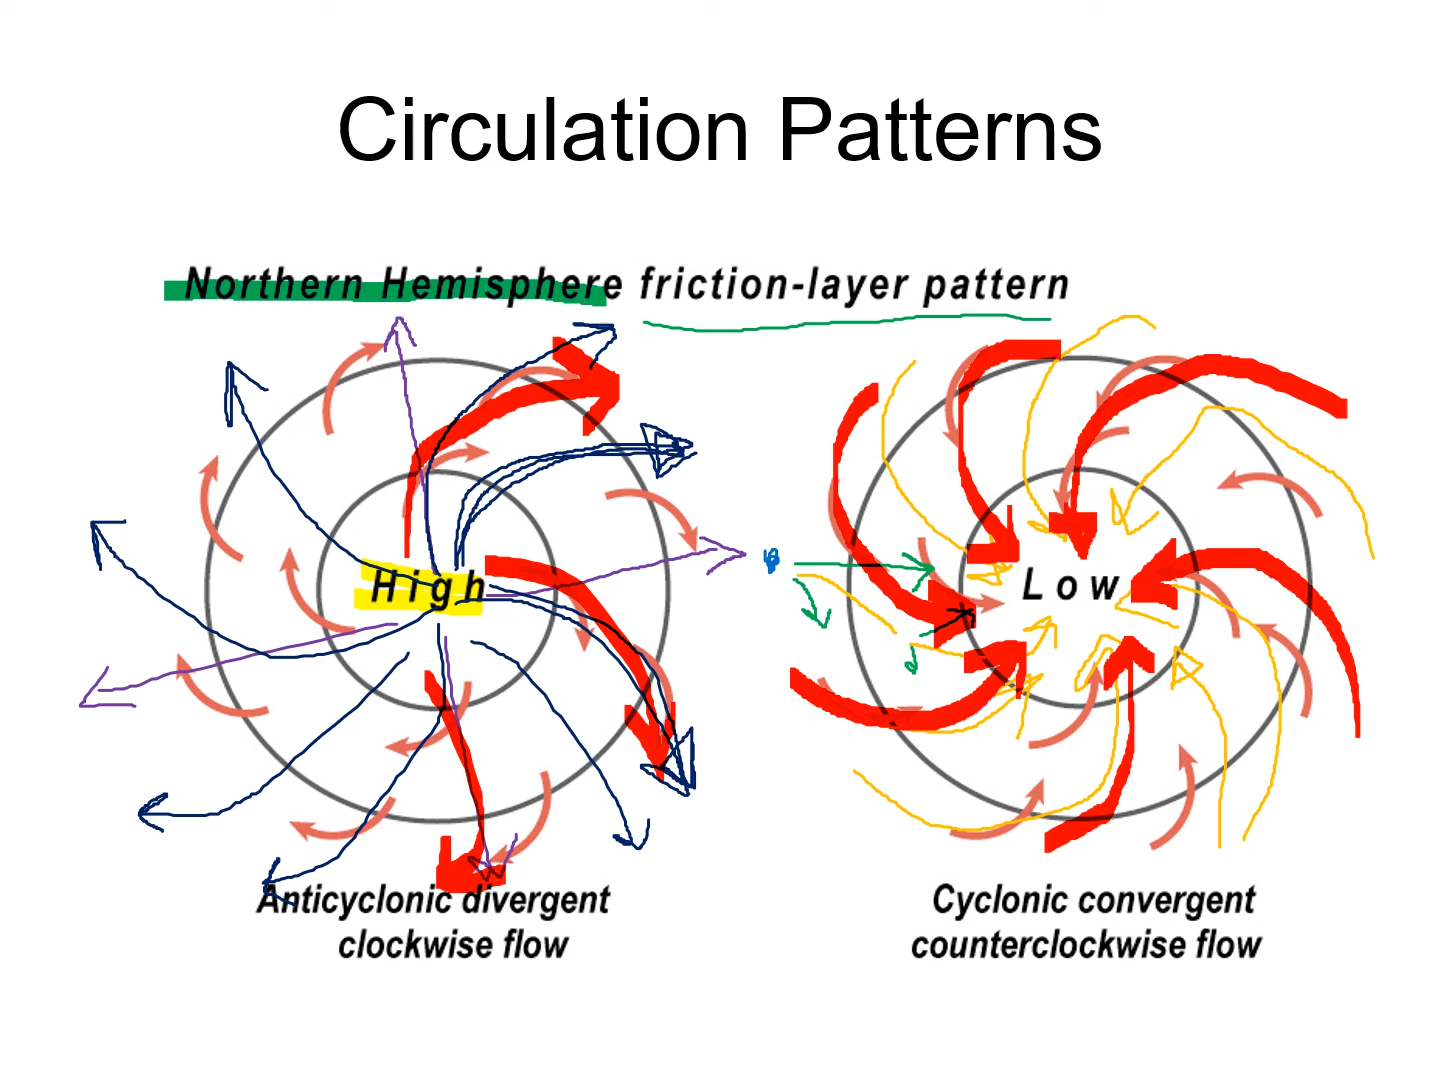 Circulation Patterns
Northern Hemisphere friction-layer pattern
High
Low
Anticyclonic divergent
clockwise flow
Cyclonic convergent
counterclockwise flow